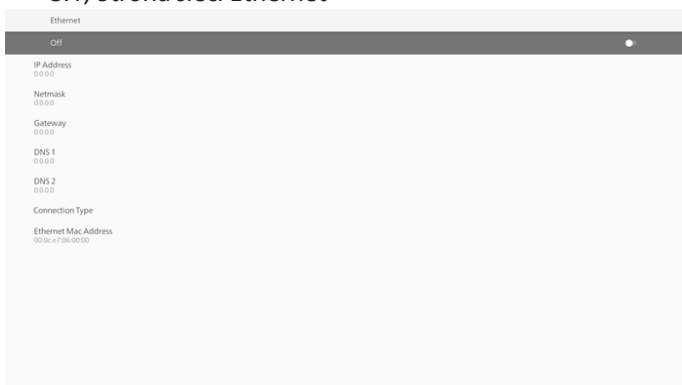 Ethernet
Off
IP Address
0.0.0.0
Netmask
0.0.0.0
Gateway
0.0.0.0
DNS 1
0.0.0.0
DNS 2
0.0.0.0
Connection Type
Ethernet Mac Address
00:0c:e7:06:00:00